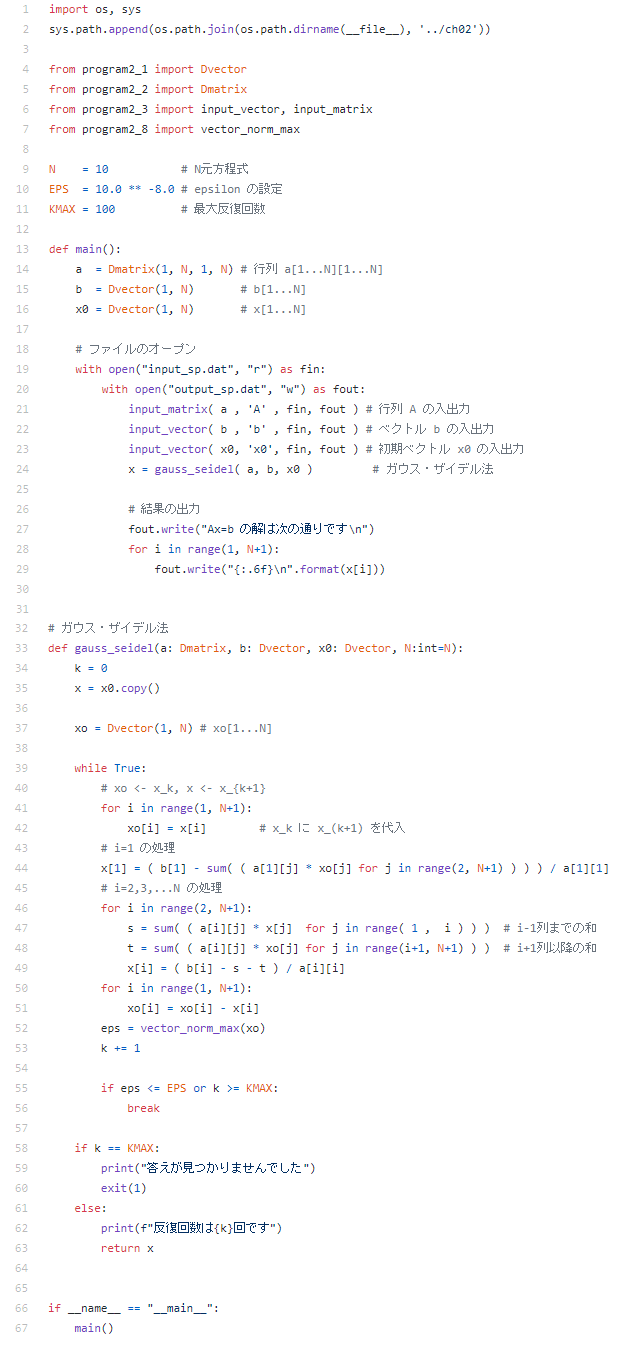 1 import os, sys
2 sys.path.append(os.path.join(os.path.dirname(__file__), '../ch02'))
3
4 from program2_1 import Dvector
5 from program2_2 import Dmatrix
6 from program2_3 import input_vector, input_matrix
7 from program2_8 import vector_norm_max
8
9 N    = 10           # N元方程式
10 EPS  = 10.0 ** -8.0 # epsilon の設定
11 KMAX = 100          # 最大反復回数
12
13 def main():
14     a  = Dmatrix(1, N, 1, N) # 行列 a[1...N][1...N]
15     b  = Dvector(1, N)       # b[1...N]
16     x0 = Dvector(1, N)       # x[1...N]
17
18     # ファイルのオープン
19     with open("input_sp.dat", "r") as fin:
20         with open("output_sp.dat", "w") as fout:
21             input_matrix( a , 'A' , fin, fout ) # 行列 A の入出力
22             input_vector( b , 'b' , fin, fout ) # ベクトル b の入出力
23             input_vector( x0, 'x0', fin, fout ) # 初期ベクトル x0 の入出力
24             x = gauss_seidel( a, b, x0 )         # ガウス・ザイデル法
25
26             # 結果の出力
27             fout.write("Ax=b の解は次の通りです\n")
28             for i in range(1, N+1):
29                 fout.write("{:.6f}\n".format(x[i]))
30
31
32 # ガウス・ザイデル法
33 def gauss_seidel(a: Dmatrix, b: Dvector, x0: Dvector, N:int=N):
34     k = 0
35     x = x0.copy()
36
37     xo = Dvector(1, N) # xo[1...N]
38
39     while True:
40         # xo <- x_k, x <- x_{k+1}
41         for i in range(1, N+1):
42             xo[i] = x[i]        # x_k に x_(k+1) を代入
43         # i=1 の処理
44         x[1] = ( b[1] - sum( ( a[1][j] * xo[j] for j in range(2, N+1) ) ) ) / a[1][1]
45         # i=2,3,...N の処理
46         for i in range(2, N+1):
47             s = sum( ( a[i][j] * x[j]  for j in range( 1 ,  i ) ) )  # i-1列までの和
48             t = sum( ( a[i][j] * xo[j] for j in range(i+1, N+1) ) )  # i+1列以降の和
49             x[i] = ( b[i] - s - t ) / a[i][i]
50         for i in range(1, N+1):
51             xo[i] = xo[i] - x[i]
52         eps = vector_norm_max(xo)
53         k += 1
54
55         if eps <= EPS or k >= KMAX:
56             break
57
58     if k == KMAX:
59         print("答えが見つかりませんでした")
60         exit(1)
61     else:
62         print(f"反復回数は{k}回です")
63         return x
64
65
66 if __name__ == "__main__":
67     main()